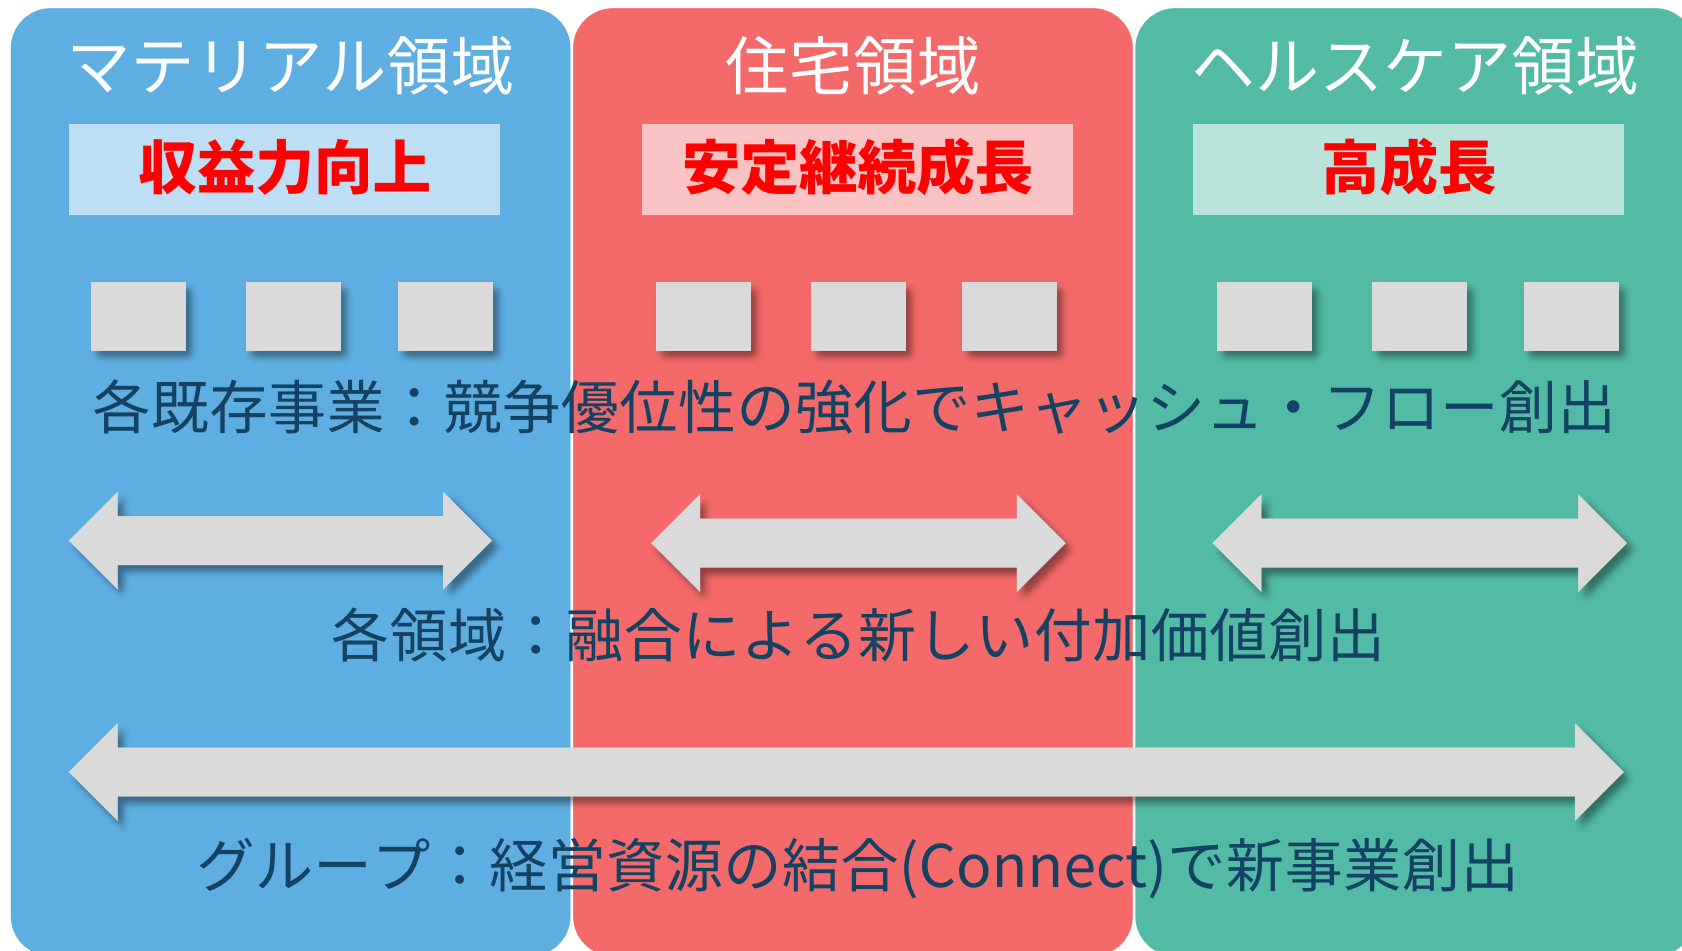 マテリアル領域
住宅領域
ヘルスケア領域
収益力向上
安定継続成長
高成長
各既存事業：競争優位性の強化でキャッシュ・フロー創出
各領域：融合による新しい付加価値創出
グループ：経営資源の結合(Connect)で新事業創出